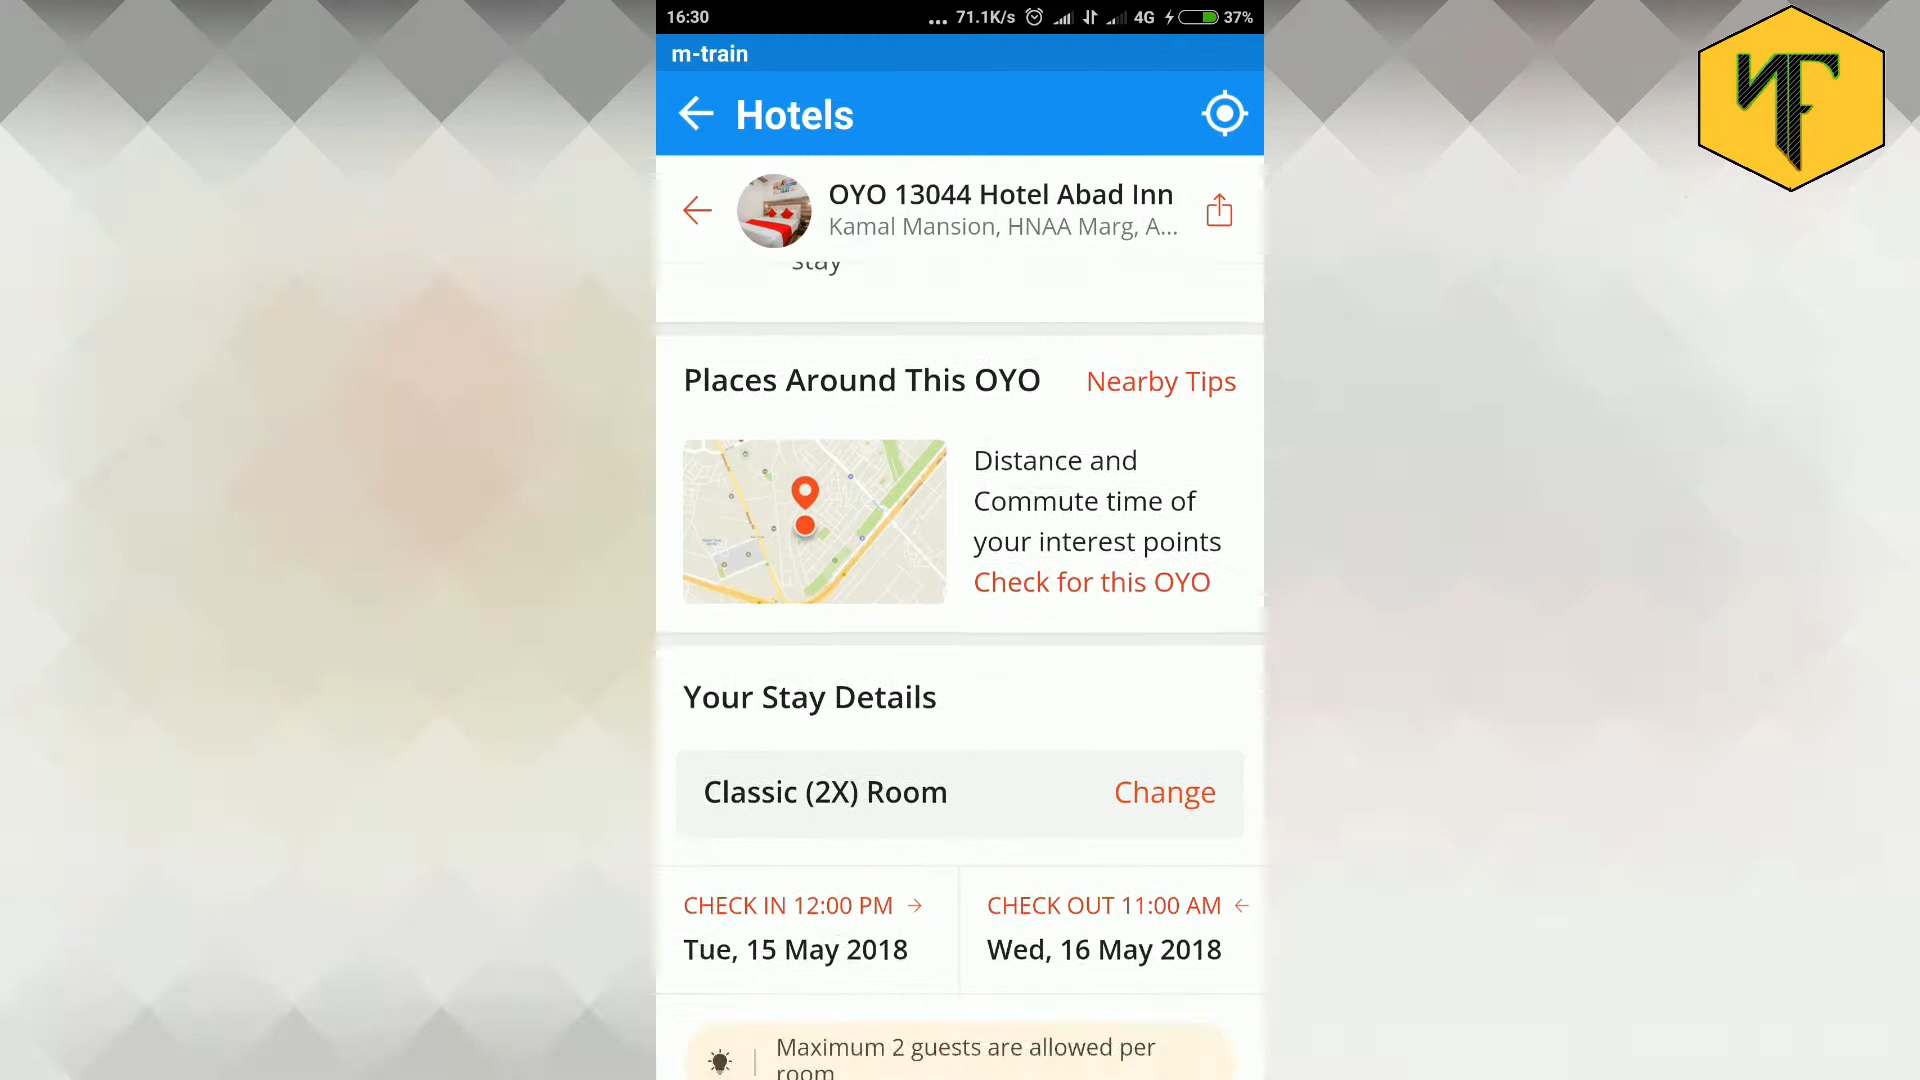 16:30
... 71.1K/s 4G 37%
m-train
Hotels
OYO 13044 Hotel Abad Inn
Kamal Mansion, HNAA Marg, A...
stay
Places Around This OYO Nearby Tips
Distance and
Commute time of
your interest points
Check for this OYO
Your Stay Details
Classic (2X) Room Change
CHECK IN 12:00 PM
Tue, 15 May 2018
CHECK OUT 11:00 AM
Wed, 16 May 2018
Maximum 2 guests are allowed per
room